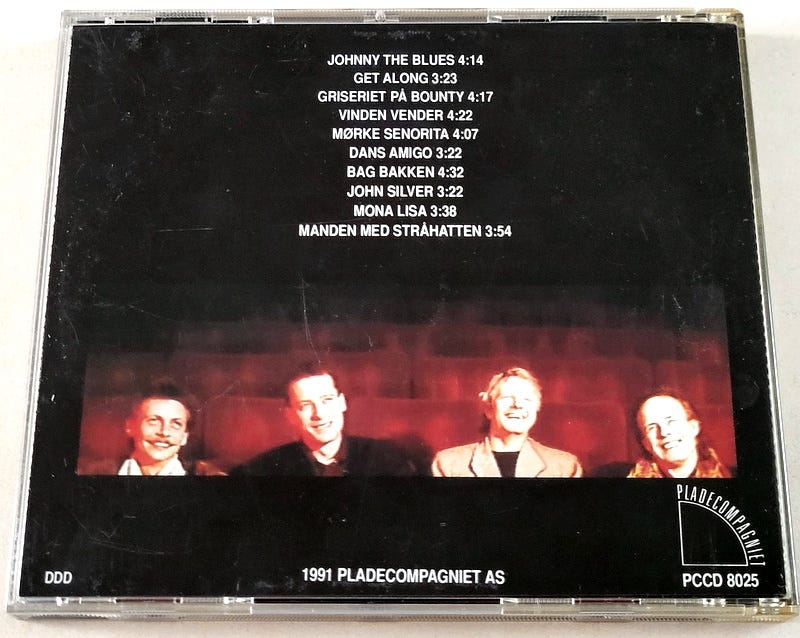 JOHNNY THE BLUES 4:14
GET ALONG 3:23
GRISERIET PÅ BOUNTY 4:17
VINDEN VENDER 4:22
MØRKE SENORITA 4:07
DANS AMIGO 3:22
BAG BAKKEN 4:32
JOHN SILVER 3:22
MONA LISA 3:38
MANDEN MED STRÅHATTEN 3:54
PLADECOMPAGNIET
DDD
1991 PLADECOMPAGNIET AS
PCCD 8025